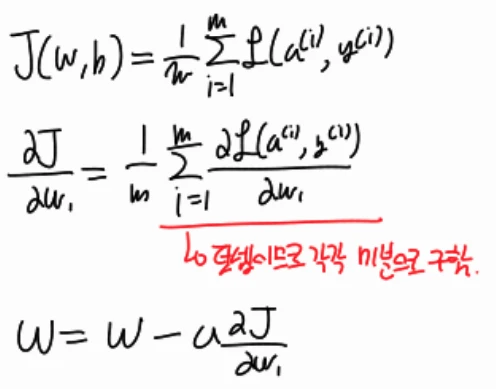 J(w,b) = 1/m Σ_{i=1}^{m} ℒ(a^{(i)}, y^{(i)})
∂J/∂w₁ = 1/m Σ_{i=1}^{m} ∂ℒ(a^{(i)}, y^{(i)})/∂w₁
↳ 덧셈이므로 각각 미분으로 구함.
W = W - α ∂J/∂w₁